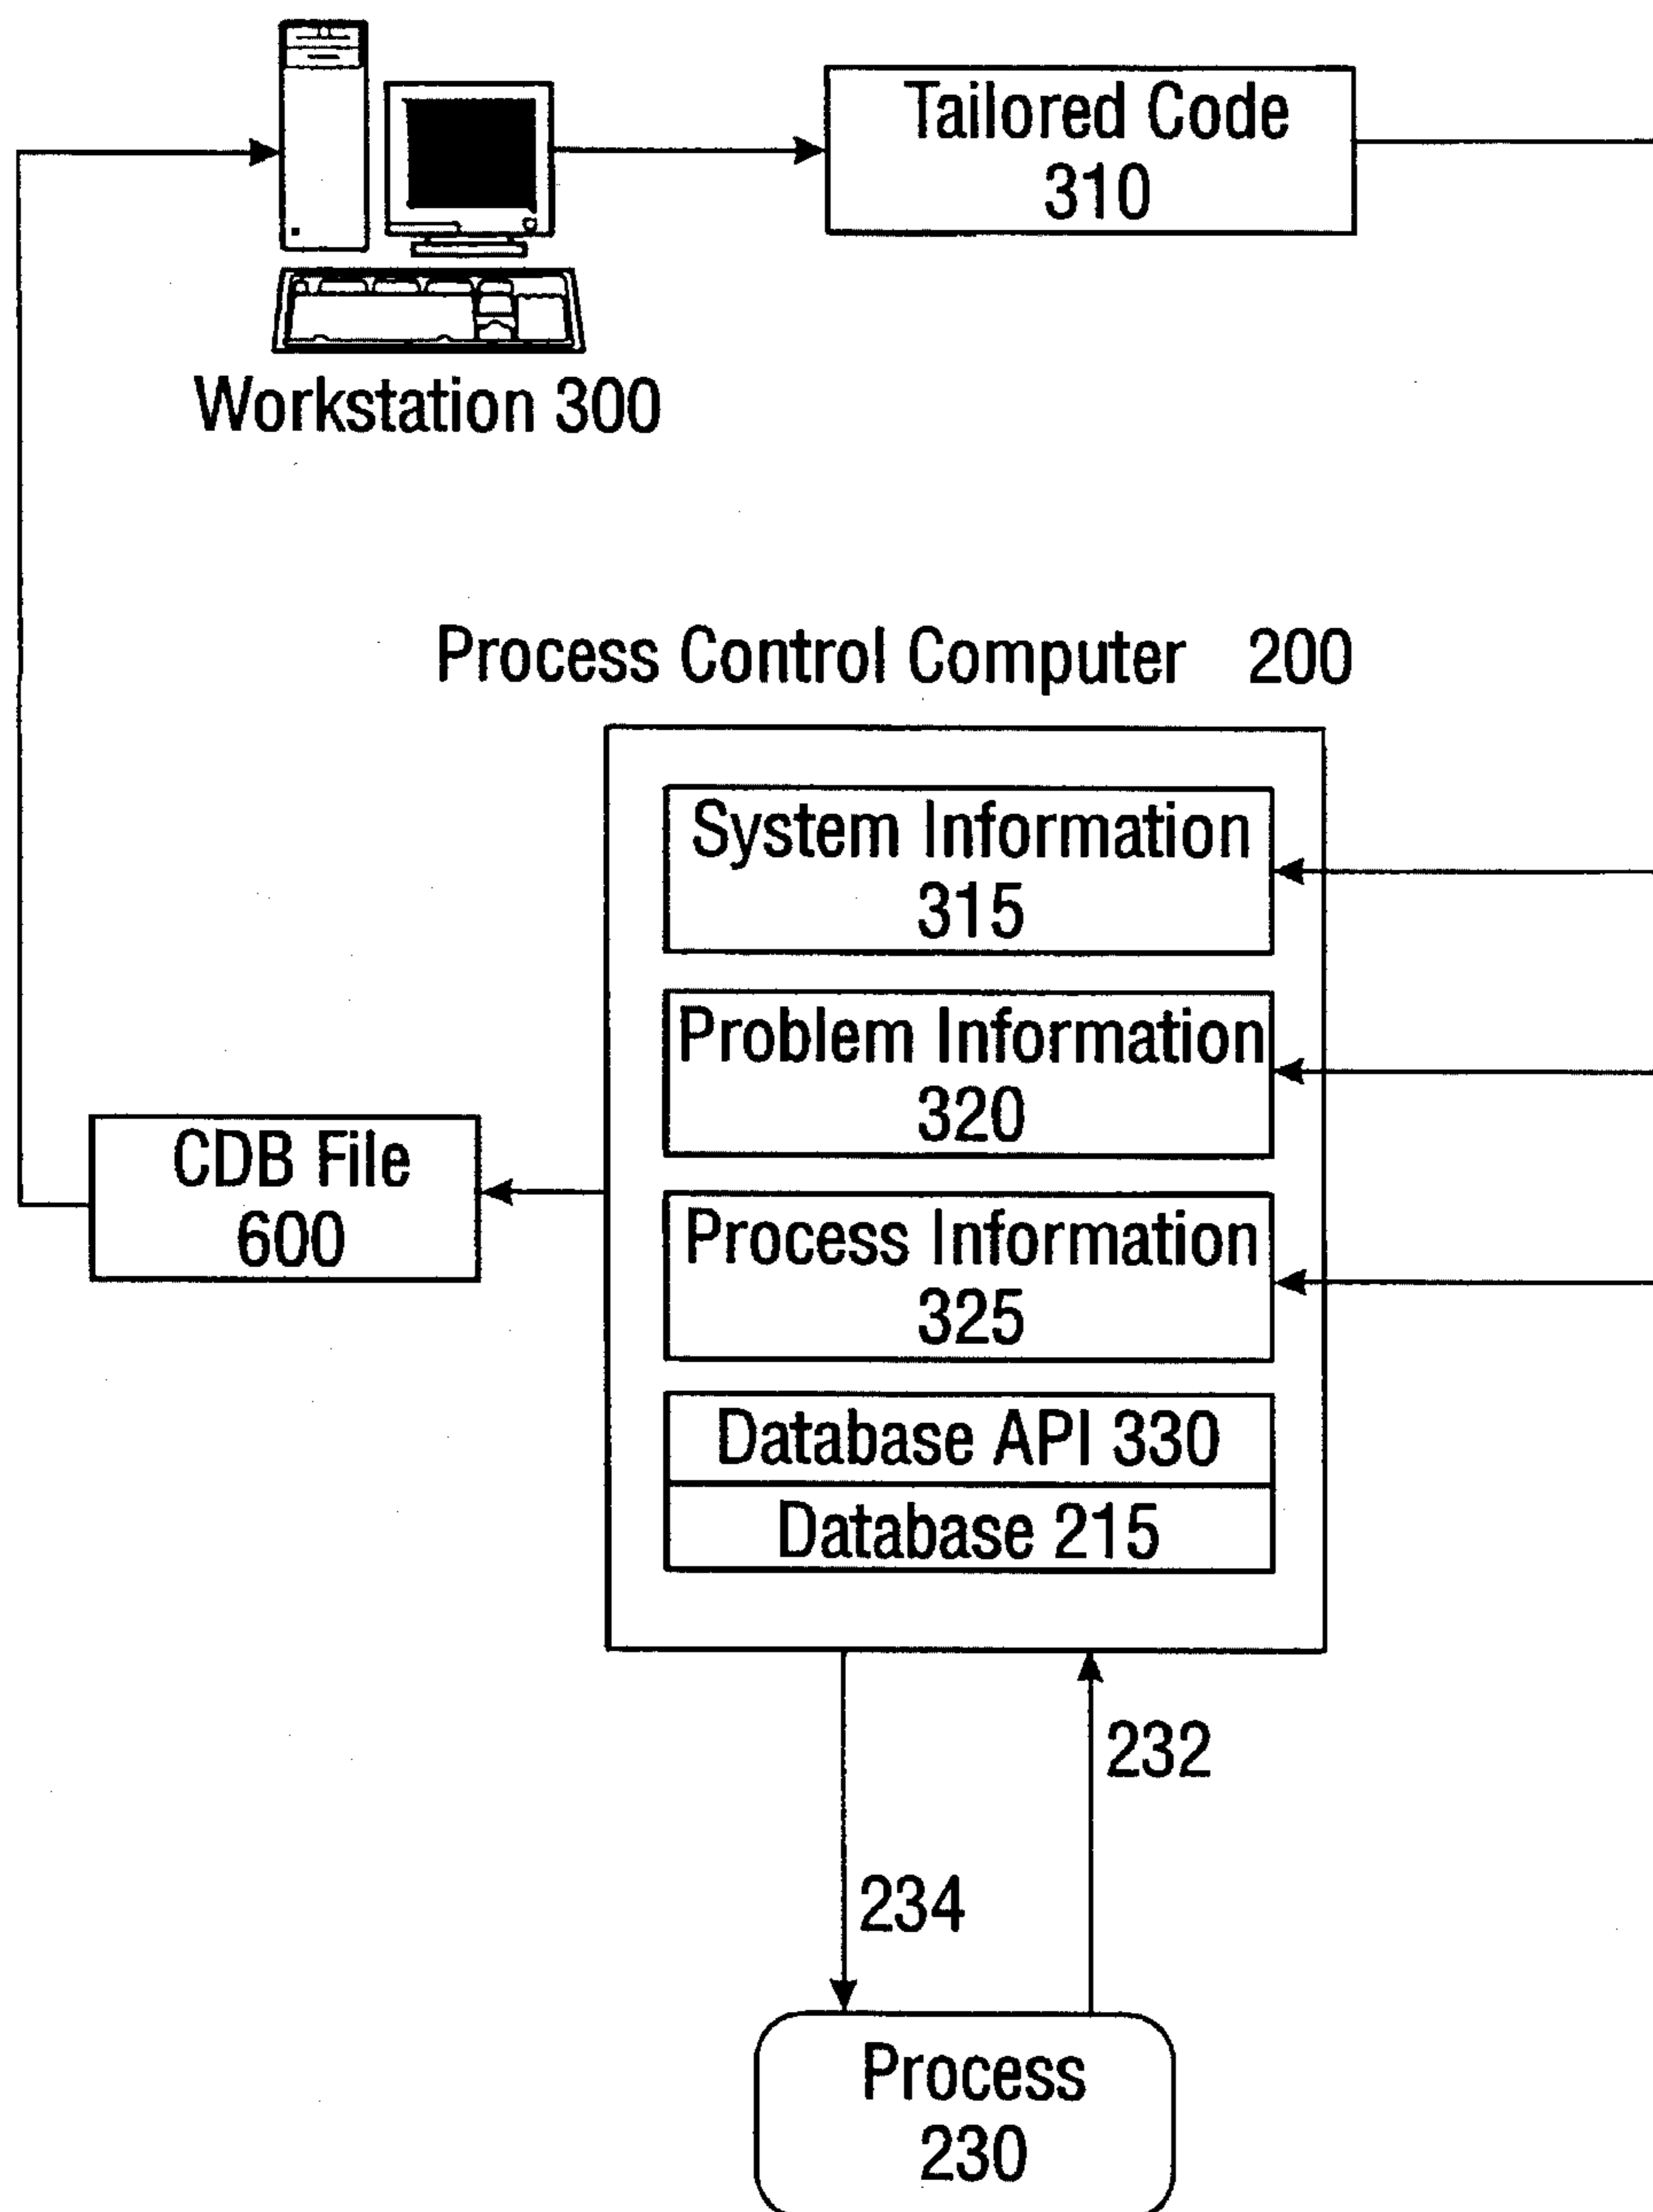 Tailored Code
310
Workstation 300
Process Control Computer 200
System Information
315
Problem Information
320
CDB File
600
Process Information
325
Database API 330
Database 215
232
234
Process
230